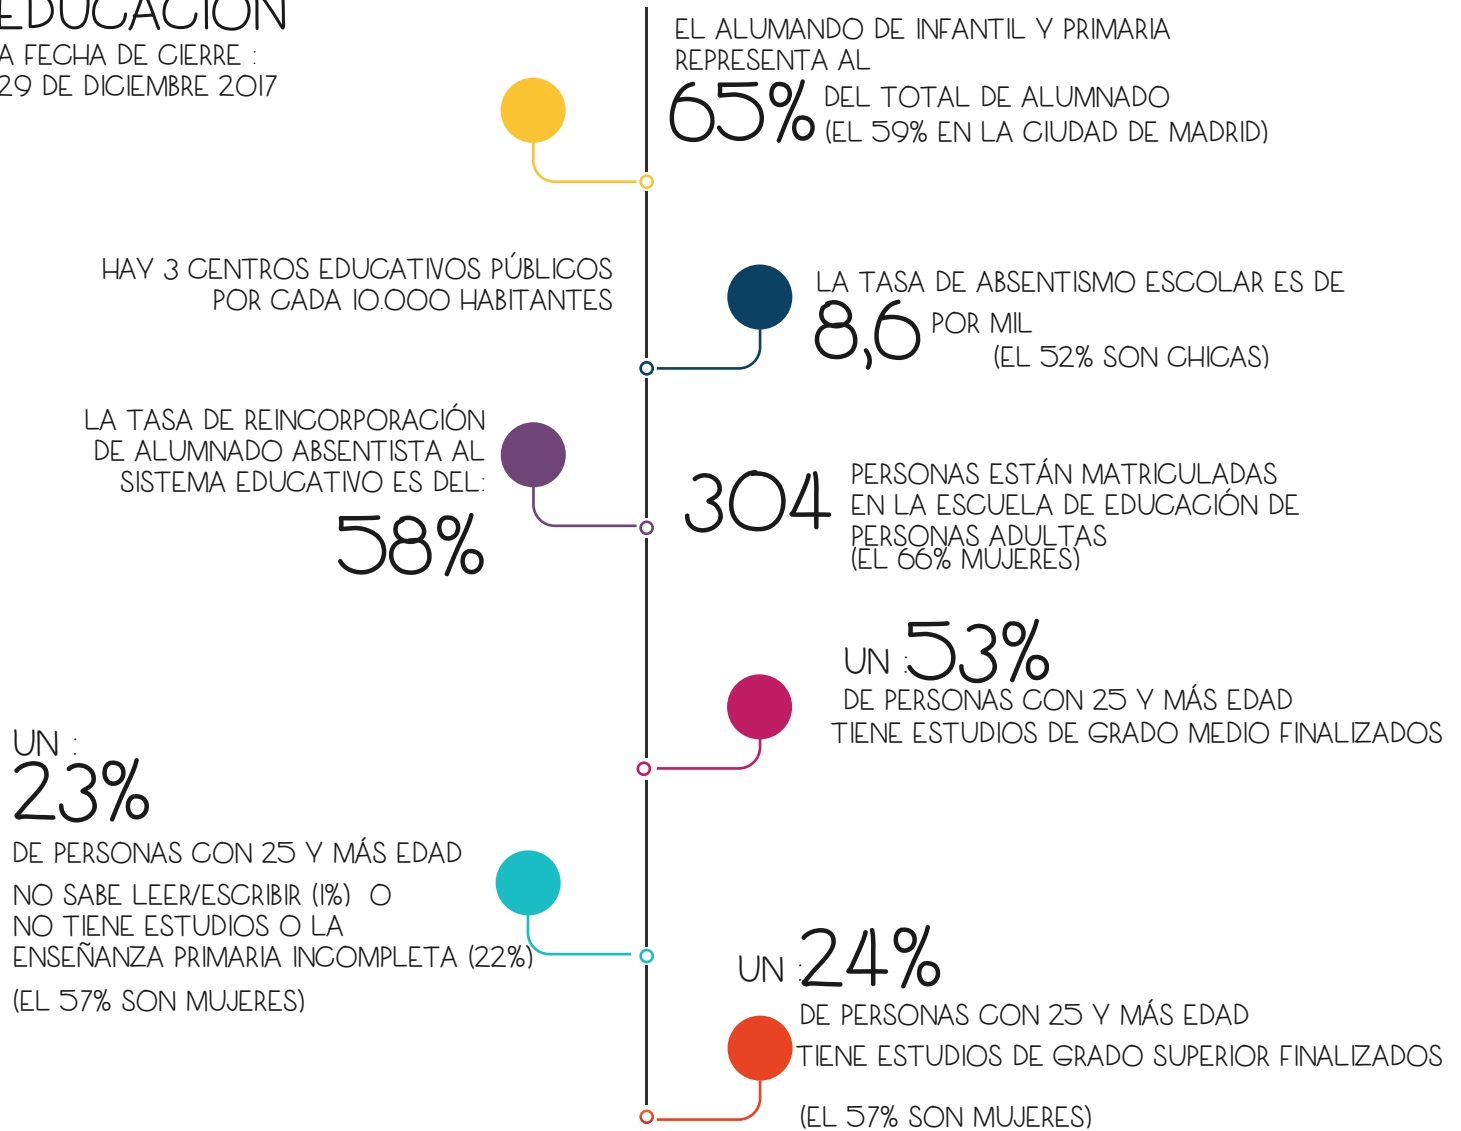 EDUCACIÓN
A FECHA DE CIERRE :
29 DE DICIEMBRE 2017
EL ALUMANDO DE INFANTIL Y PRIMARIA
REPRESENTA AL
65% DEL TOTAL DE ALUMNADO
(EL 59% EN LA CIUDAD DE MADRID)
HAY 3 CENTROS EDUCATIVOS PÚBLICOS
POR CADA 10.000 HABITANTES
LA TASA DE ABSENTISMO ESCOLAR ES DE
8,6 POR MIL
(EL 52% SON CHICAS)
LA TASA DE REINCORPORACIÓN
DE ALUMNADO ABSENTISTA AL
SISTEMA EDUCATIVO ES DEL:
58%
304 PERSONAS ESTÁN MATRICULADAS
EN LA ESCUELA DE EDUCACIÓN DE
PERSONAS ADULTAS
(EL 66% MUJERES)
UN : 53%
DE PERSONAS CON 25 Y MÁS EDAD
TIENE ESTUDIOS DE GRADO MEDIO FINALIZADOS
UN :
23%
DE PERSONAS CON 25 Y MÁS EDAD
NO SABE LEER/ESCRIBIR (1%) O
NO TIENE ESTUDIOS O LA
ENSEÑANZA PRIMARIA INCOMPLETA (22%)
(EL 57% SON MUJERES)
UN : 24%
DE PERSONAS CON 25 Y MÁS EDAD
TIENE ESTUDIOS DE GRADO SUPERIOR FINALIZADOS
(EL 57% SON MUJERES)